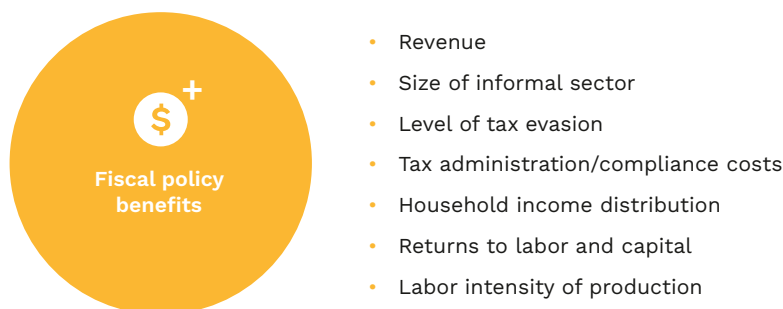 $
+
Fiscal policy
benefits
• Revenue
• Size of informal sector
• Level of tax evasion
• Tax administration/compliance costs
• Household income distribution
• Returns to labor and capital
• Labor intensity of production